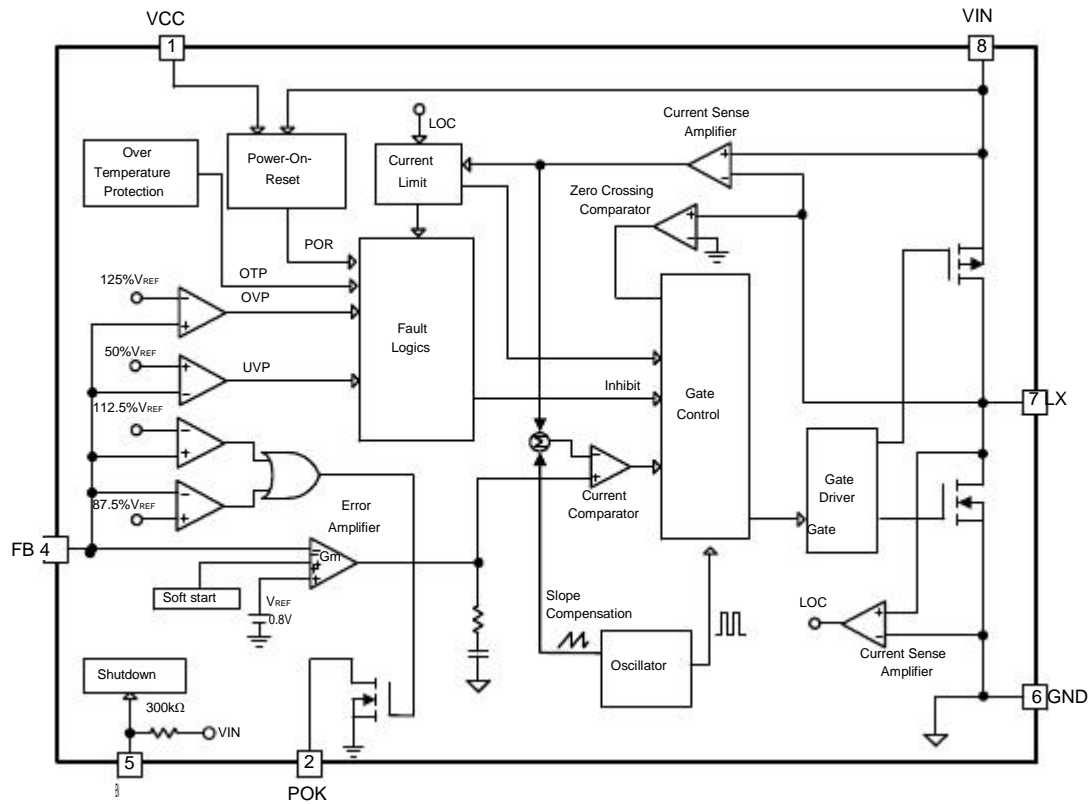 VCC
VIN
1
8
LOC
Current Sense
Amplifier
Over
Temperature
Protection
Power-On-
Reset
Current
Limit
Zero Crossing
Comparator
POR
OTP
OVP
125%VREF
Fault
Logics
50%VREF
UVP
Inhibit
Gate
Control
7 LX
112.5%VREF
Σ
Current
Comparator
Gate
Driver
Gate
87.5%VREF
Error
Amplifier
FB 4
Gm
Soft start
VREF
0.8V
Slope
Compensation
LOC
Current Sense
Amplifier
Oscillator
Shutdown
300kΩ
VIN
6 GND
5
2
POK